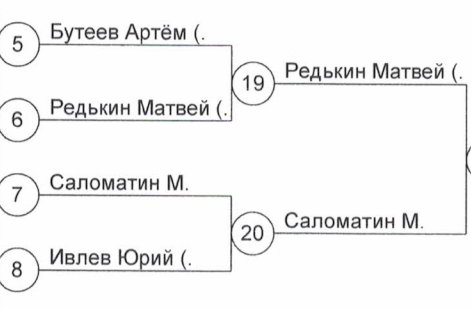 5 Бутеев Артём (.
19 Редькин Матвей (.
6 Редькин Матвей (.
7 Саломатин М.
20 Саломатин М.
8 Ивлев Юрий (.